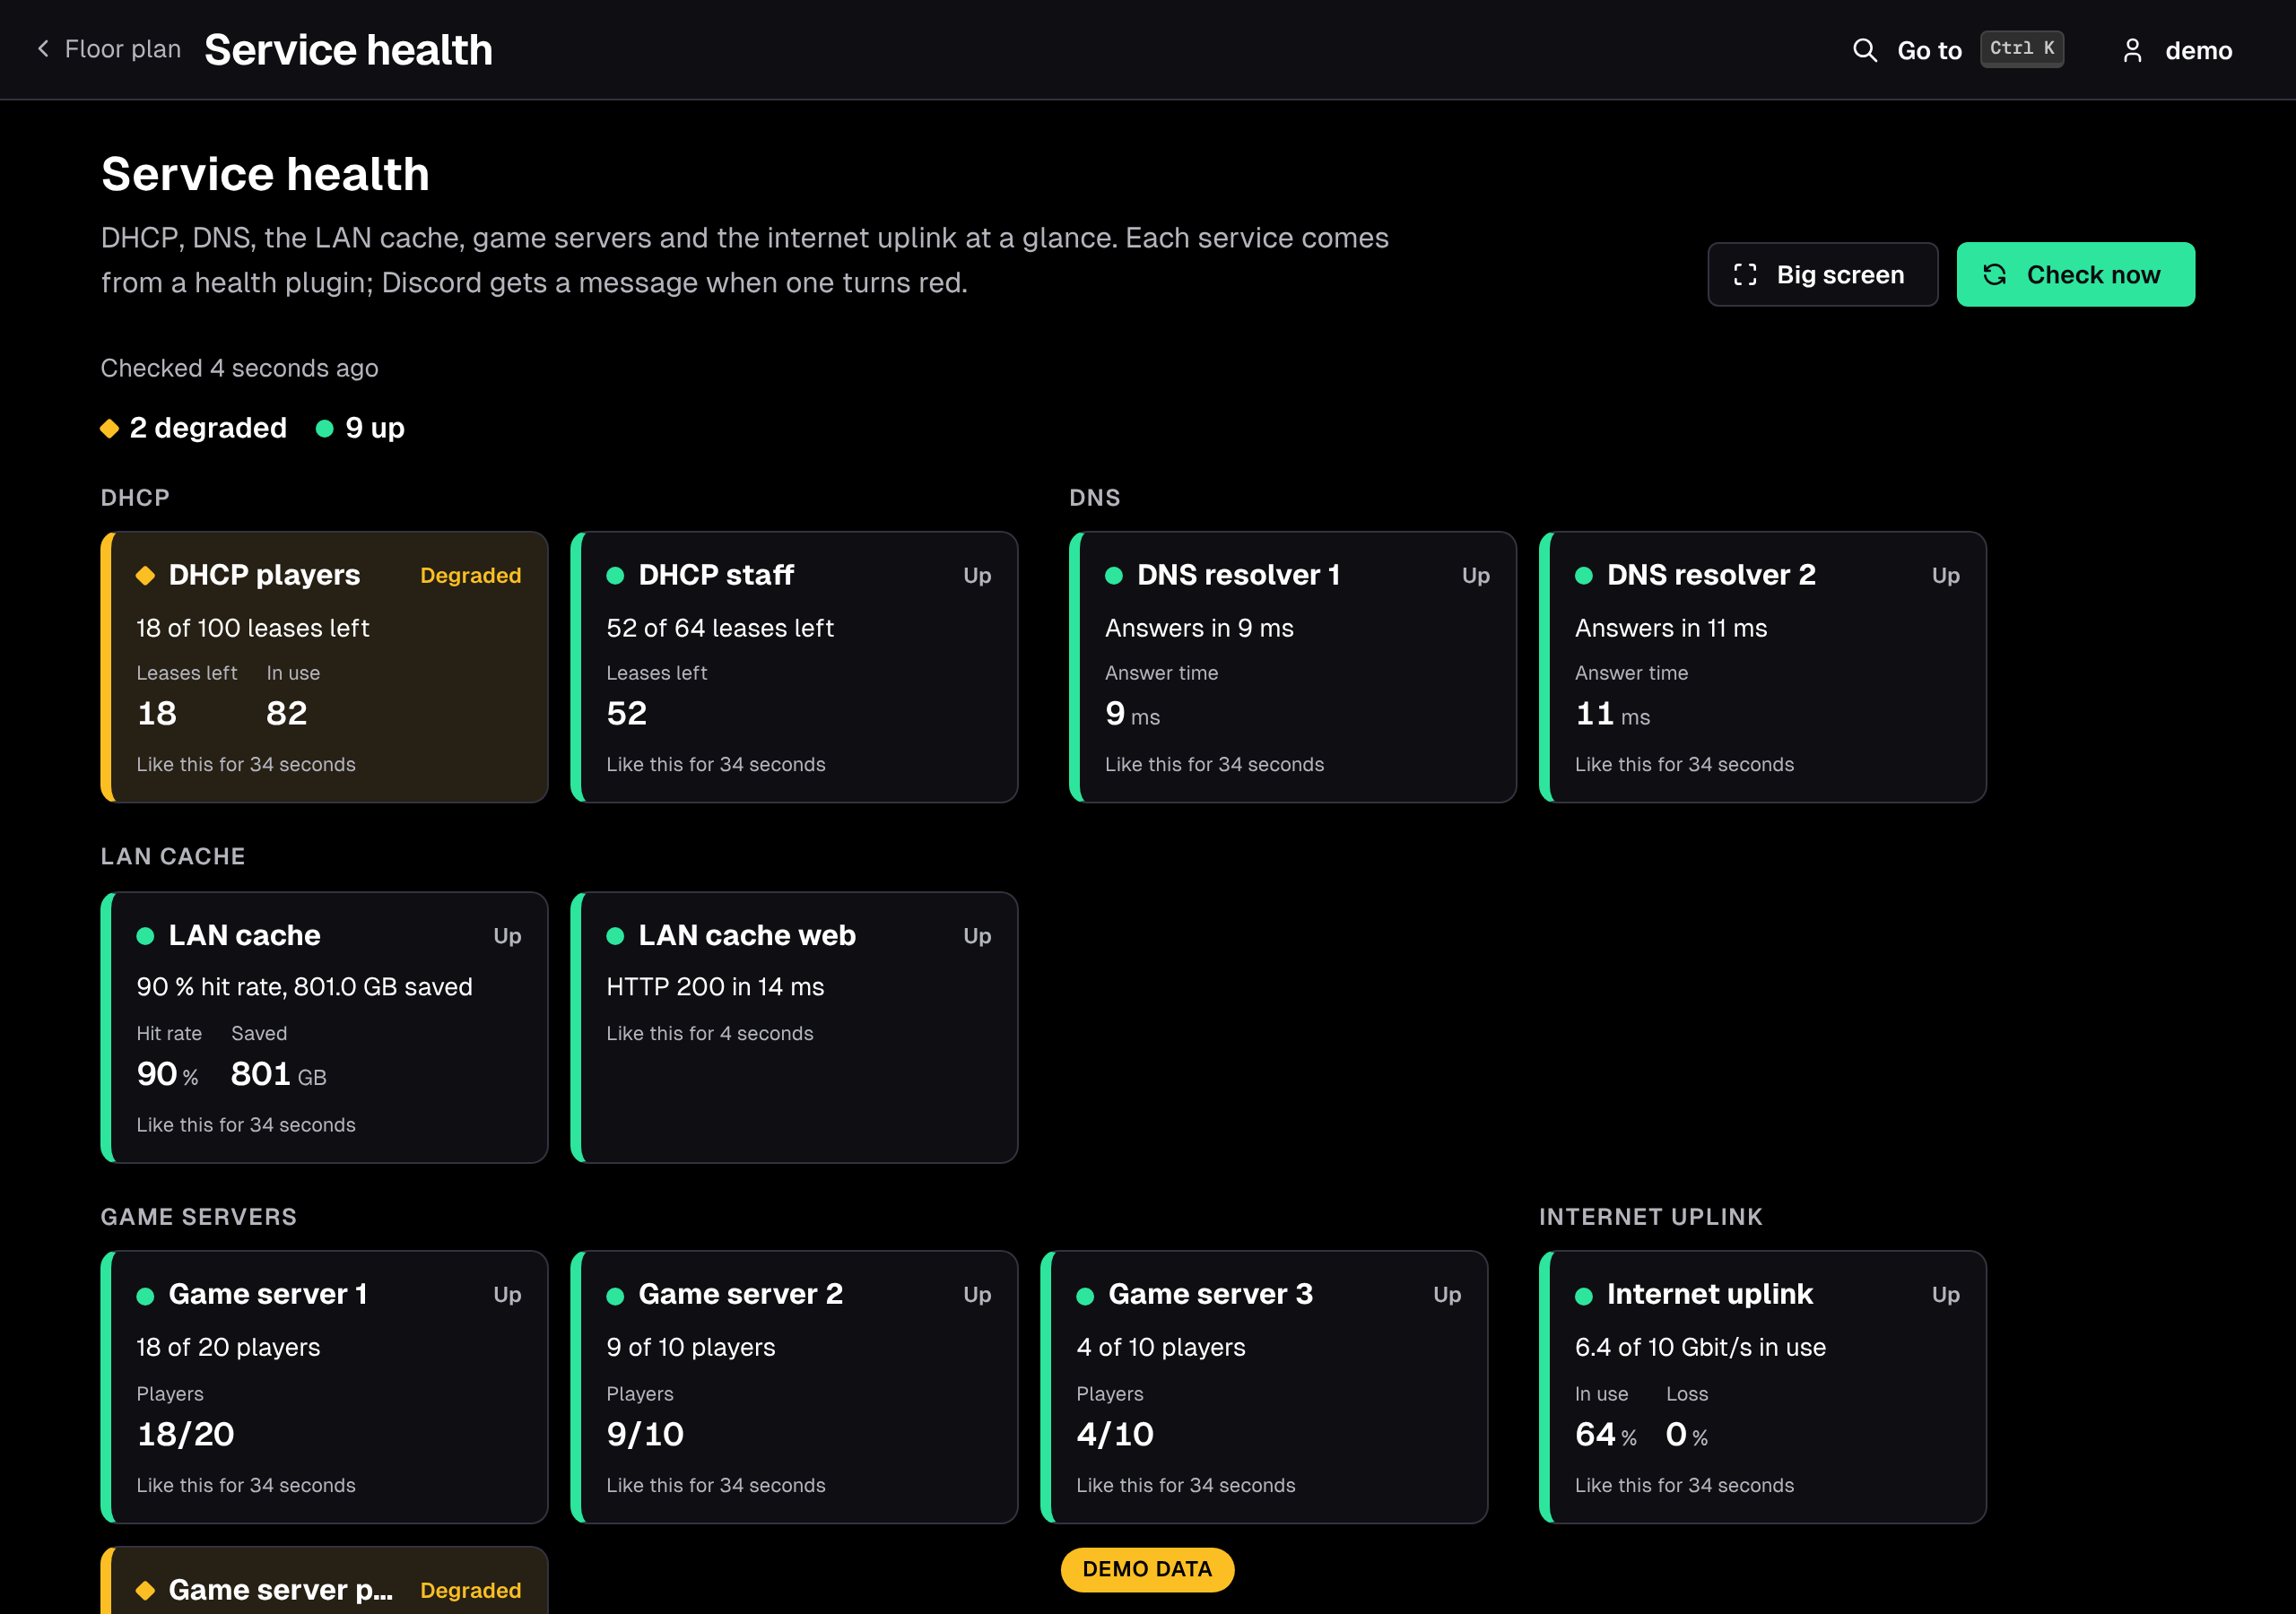 Floor plan
Service health
Go to
Ctrl K
demo
Service health
DHCP, DNS, the LAN cache, game servers and the internet uplink at a glance. Each service comes
from a health plugin; Discord gets a message when one turns red.
Big screen
Check now
Checked 4 seconds ago
2 degraded
9 up
DHCP
DHCP players
Degraded
18 of 100 leases left
Leases left
In use
18
82
Like this for 34 seconds
DHCP staff
Up
52 of 64 leases left
Leases left
52
Like this for 34 seconds
DNS
DNS resolver 1
Up
Answers in 9 ms
Answer time
9 ms
Like this for 34 seconds
DNS resolver 2
Up
Answers in 11 ms
Answer time
11 ms
Like this for 34 seconds
LAN CACHE
LAN cache
Up
90 % hit rate, 801.0 GB saved
Hit rate
Saved
90 %
801 GB
Like this for 34 seconds
LAN cache web
Up
HTTP 200 in 14 ms
Like this for 4 seconds
GAME SERVERS
Game server 1
Up
18 of 20 players
Players
18/20
Like this for 34 seconds
Game server 2
Up
9 of 10 players
Players
9/10
Like this for 34 seconds
Game server 3
Up
4 of 10 players
Players
4/10
Like this for 34 seconds
INTERNET UPLINK
Internet uplink
Up
6.4 of 10 Gbit/s in use
In use
Loss
64 %
0 %
Like this for 34 seconds
Game server p...
Degraded
DEMO DATA